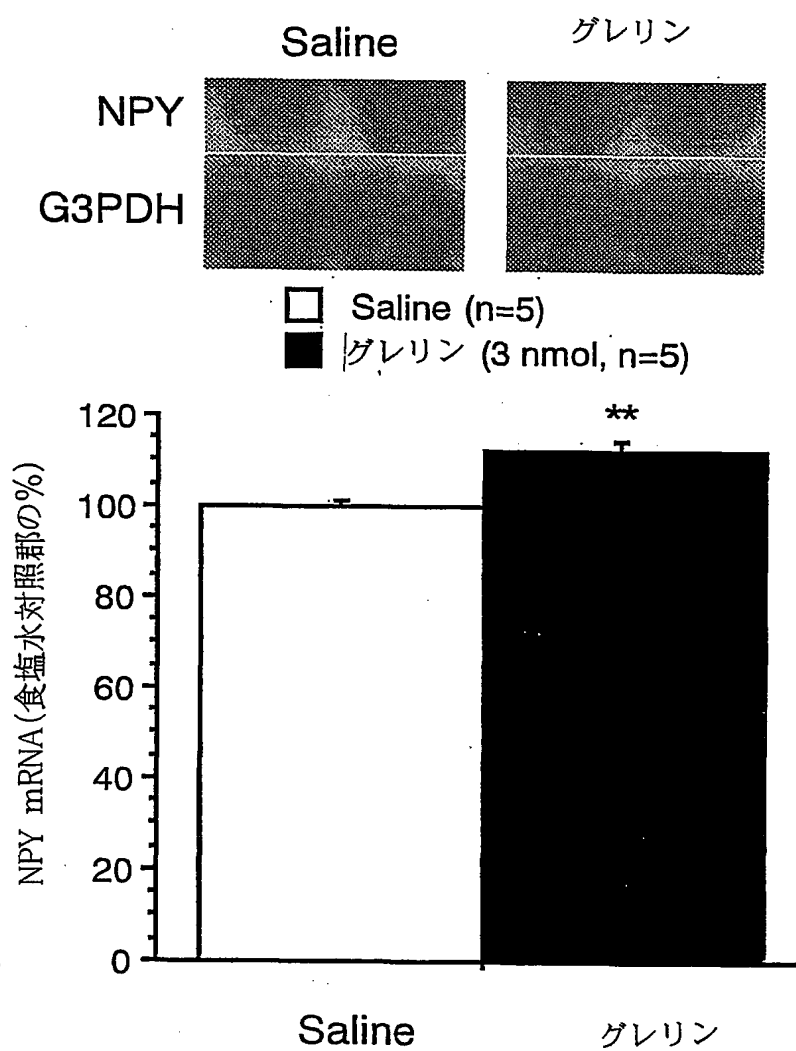 Saline グレリン
NPY
G3PDH
Saline (n=5)
グレリン (3 nmol, n=5)
**
120
100
80
60
40
20
0
NPY mRNA(食塩水対照郡の%)
Saline グレリン